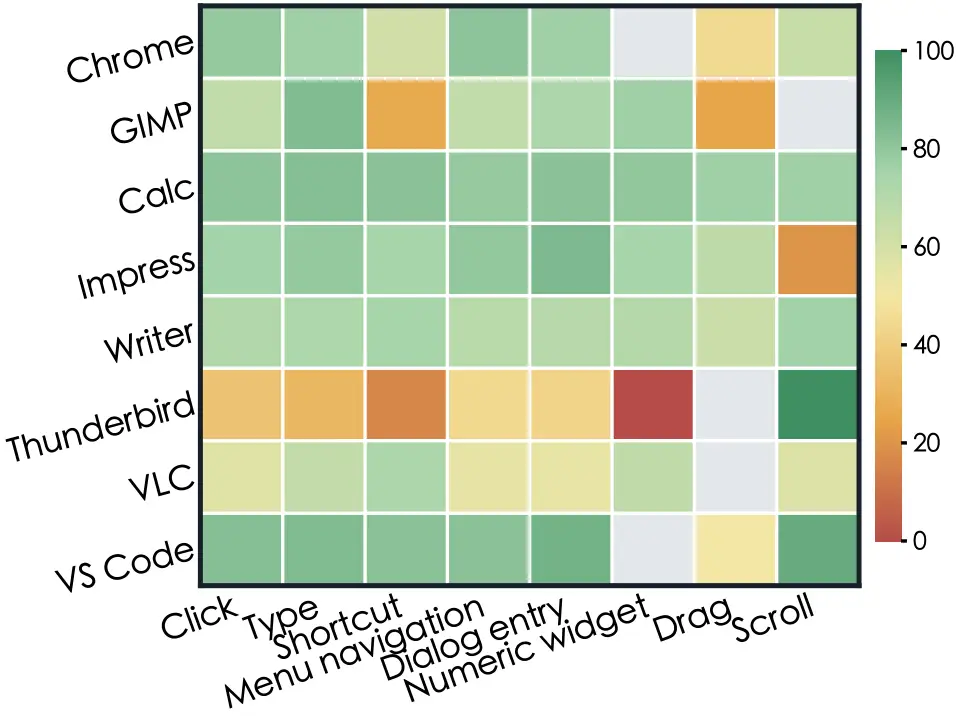 Chrome
GIMP
Calc
Impress
Writer
Thunderbird
VLC
VS Code
Click
Type
Shortcut
Menu navigation
Dialog entry
Numeric widget
Drag
Scroll
100
80
60
40
20
0